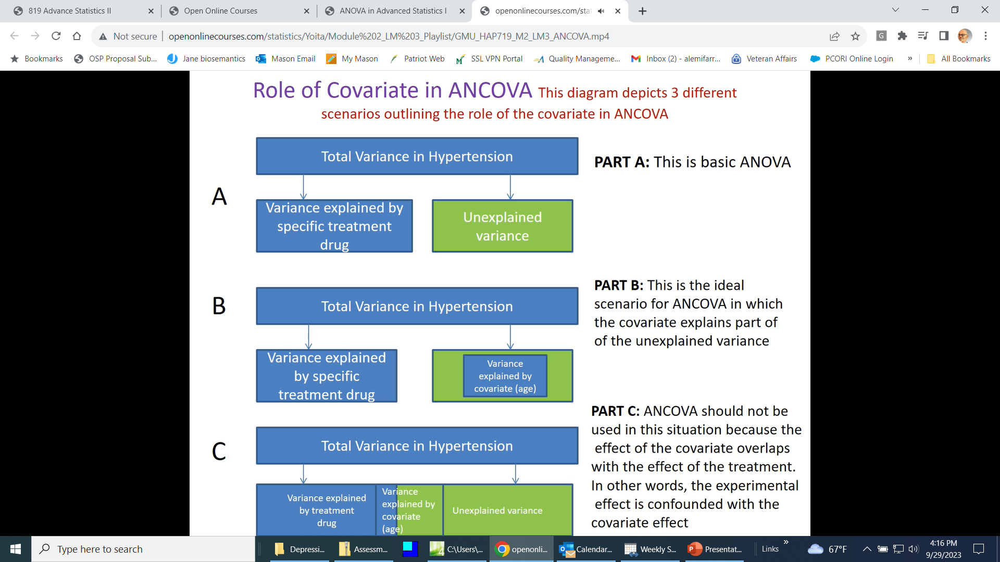 819 Advance Statistics II
Open Online Courses
ANOVA in Advanced Statistics I
openonlinecourses.com/stat
Not secure
openonlinecourses.com/statistics/Yoita/Module%202_LM%203_Playlist/GMU_HAP719_M2_LM3_ANCOVA.mp4
G
Bookmarks
OSP Proposal Sub...
Jane biosemantics
Mason Email
My Mason
Patriot Web
SSL VPN Portal
Quality Manageme...
Inbox (2) - alemifarr...
Veteran Affairs
PCORI Online Login
»
All Bookmarks
Role of Covariate in ANCOVA This diagram depicts 3 different
scenarios outlining the role of the covariate in ANCOVA
A
Total Variance in Hypertension
Variance explained by
specific treatment
drug
Unexplained
variance
PART A: This is basic ANOVA
B
Total Variance in Hypertension
Variance explained
by specific
treatment drug
Variance
explained by
covariate (age)
PART B: This is the ideal
scenario for ANCOVA in which
the covariate explains part of
of the unexplained variance
C
Total Variance in Hypertension
Variance explained
by treatment
drug
Variance
explained by
covariate
(age)
Unexplained variance
PART C: ANCOVA should not be
used in this situation because the
effect of the covariate overlaps
with the effect of the treatment.
In other words, the experimental
effect is confounded with the
covariate effect
Type here to search
Depressi...
Assessm...
C:\Users\...
openonli...
Calendar...
Weekly S...
Presentat...
Links
»
67°F
4:16 PM
9/29/2023